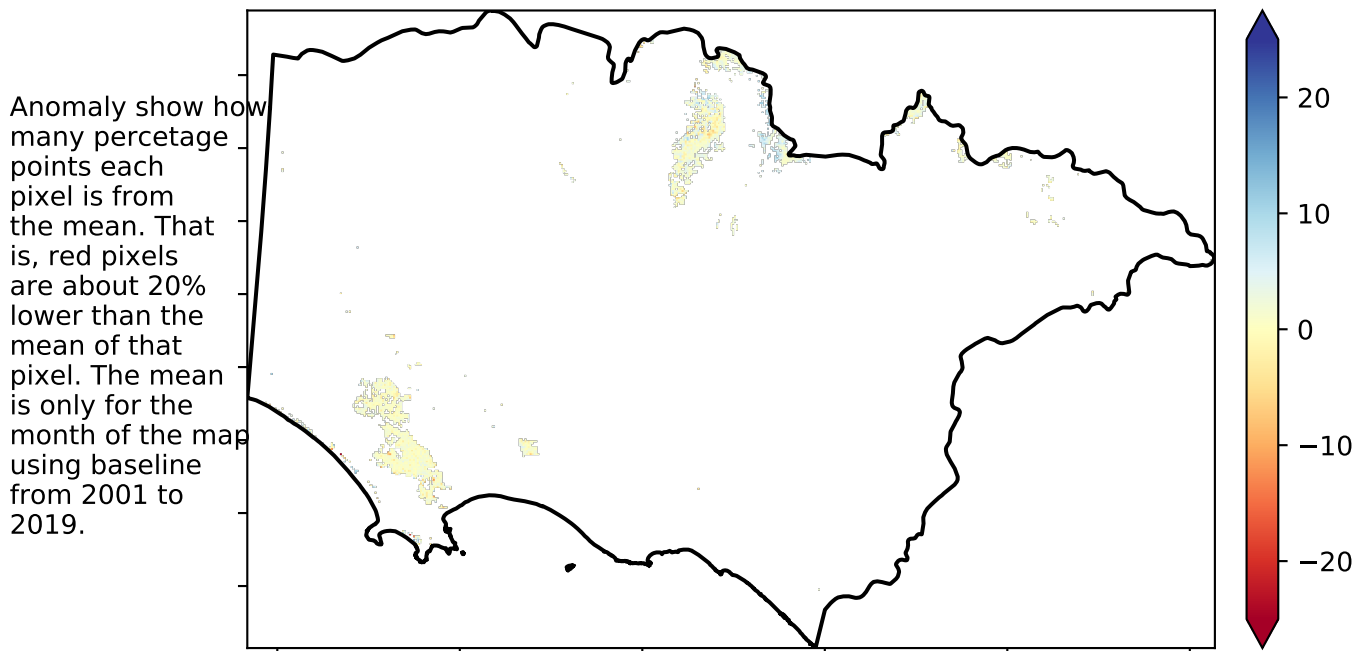 Anomaly show how
many percetage
points each
pixel is from
the mean. That
is, red pixels
are about 20%
lower than the
mean of that
pixel. The mean
is only for the
month of the map
using baseline
from 2001 to
2019.
20
10
0
−10
−20